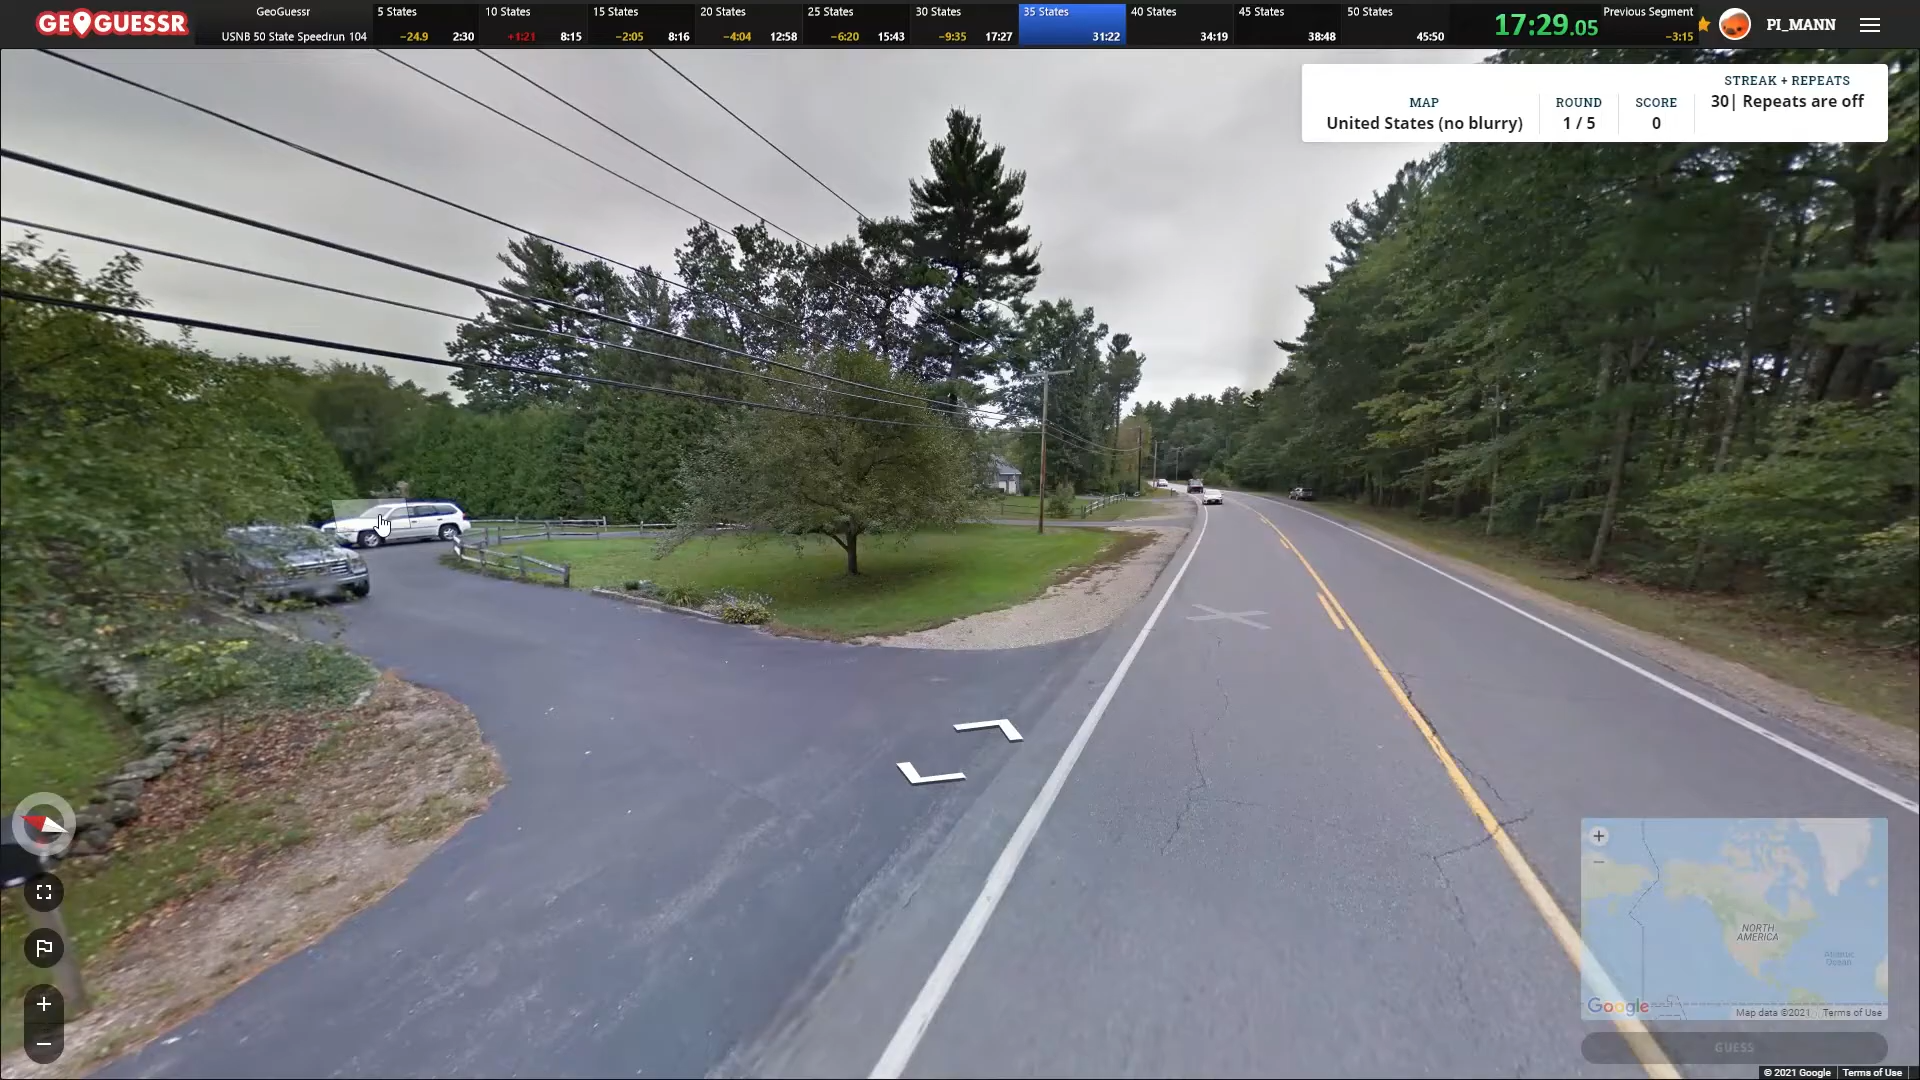 GEOGUESSR
GeoGuessr
USNB 50 State Speedrun 104
5 States
−24.9 2:30
10 States
+1:21 8:15
15 States
−2:05 8:16
20 States
−4:04 12:58
25 States
−6:20 15:43
30 States
−9:35 17:27
35 States
31:22
40 States
34:19
45 States
38:48
50 States
45:50
17:29.05
Previous Segment
−3:15
PI_MANN
MAP
United States (no blurry)
ROUND
1 / 5
SCORE
0
STREAK + REPEATS
30| Repeats are off
NORTH
AMERICA
Atlantic
Ocean
Google
Map data ©2021 Terms of Use
GUESS
© 2021 Google Terms of Use